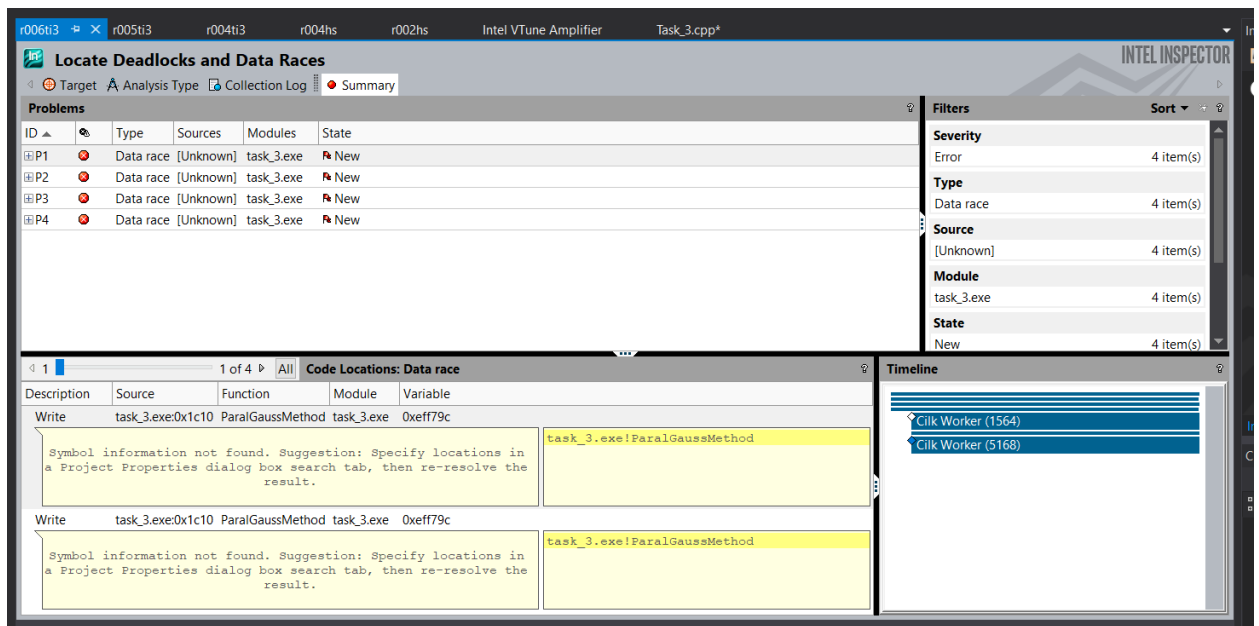 r006ti3 r005ti3 r004ti3 r004hs r002hs Intel VTune Amplifier Task_3.cpp*
Locate Deadlocks and Data Races
INTEL INSPECTOR
Target Analysis Type Collection Log Summary
Problems ?
ID Type Sources Modules State
P1 Data race [Unknown] task_3.exe New
P2 Data race [Unknown] task_3.exe New
P3 Data race [Unknown] task_3.exe New
P4 Data race [Unknown] task_3.exe New
Filters Sort ?
Severity
Error 4 item(s)
Type
Data race 4 item(s)
Source
[Unknown] 4 item(s)
Module
task_3.exe 4 item(s)
State
New 4 item(s)
1 1 of 4 All Code Locations: Data race ?
Description Source Function Module Variable
Write task_3.exe:0x1c10 ParalGaussMethod task_3.exe 0xeff79c
Symbol information not found. Suggestion: Specify locations in
a Project Properties dialog box search tab, then re-resolve the
result.
task_3.exe!ParalGaussMethod
Write task_3.exe:0x1c10 ParalGaussMethod task_3.exe 0xeff79c
Symbol information not found. Suggestion: Specify locations in
a Project Properties dialog box search tab, then re-resolve the
result.
task_3.exe!ParalGaussMethod
Timeline ?
Cilk Worker (1564)
Cilk Worker (5168)